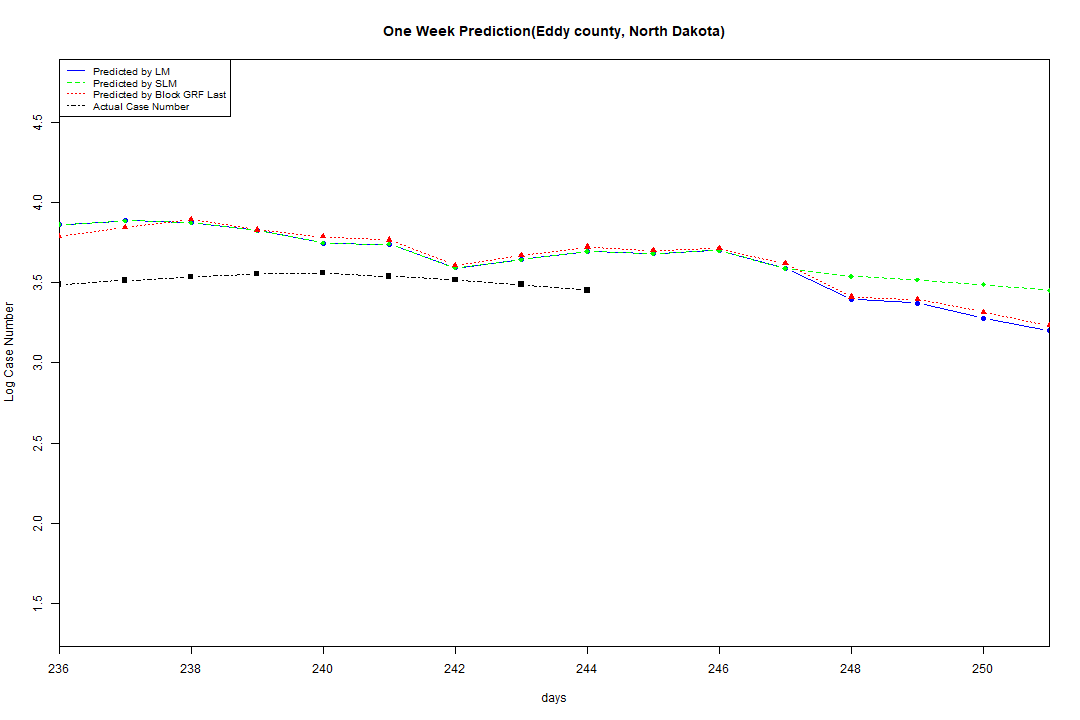 One Week Prediction(Eddy county, North Dakota)
Predicted by LM
Predicted by SLM
Predicted by Block GRF Last
Actual Case Number
4.5
4.0
3.5
3.0
2.5
2.0
1.5
Log Case Number
236 238 240 242 244 246 248 250
days